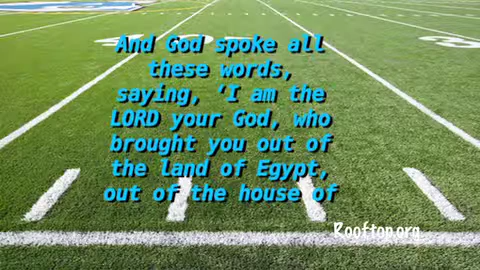 And God spoke all
these words,
saying, ‘I am the
LORD your God, who
brought you out of
the land of Egypt,
out of the house of
Rooftop.org